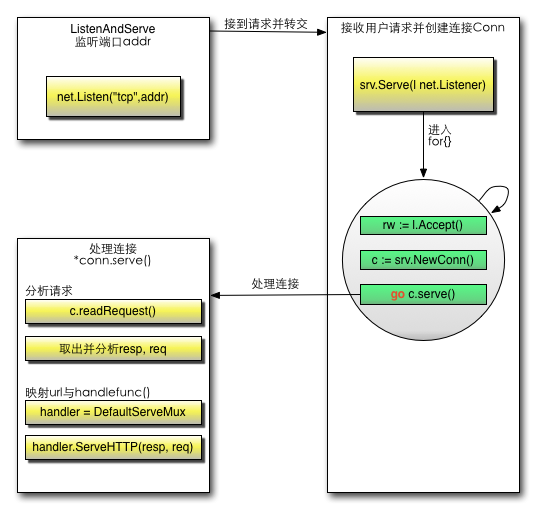 ListenAndServe
监听端口addr
net.Listen("tcp",addr)
接到请求并转交
接收用户请求并创建连接Conn
srv.Serve(l net.Listener)
进入
for{}
rw := l.Accept()
c := srv.NewConn()
go c.serve()
处理连接
处理连接
*conn.serve()
分析请求
c.readRequest()
取出并分析resp, req
映射url与handlefunc()
handler = DefaultServeMux
handler.ServeHTTP(resp, req)